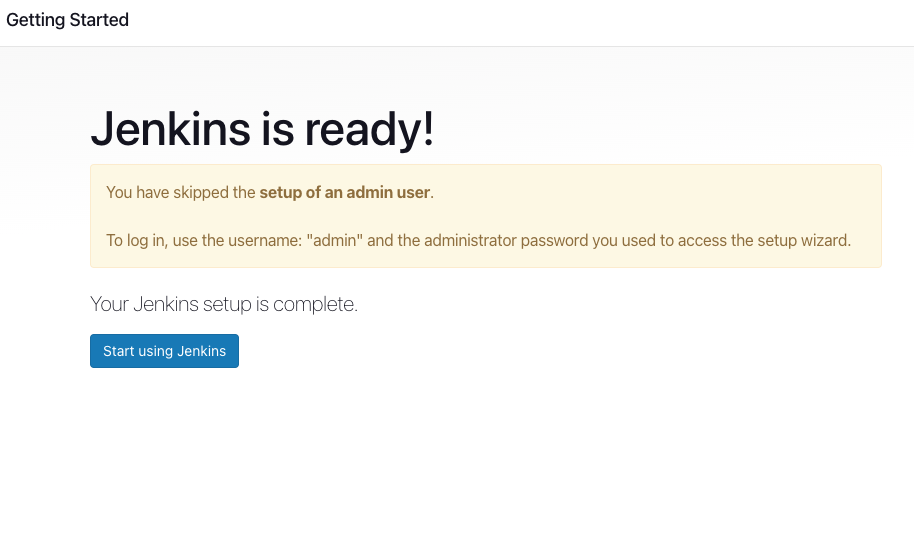 Getting Started
Jenkins is ready!
You have skipped the setup of an admin user.
To log in, use the username: "admin" and the administrator password you used to access the setup wizard.
Your Jenkins setup is complete.
Start using Jenkins